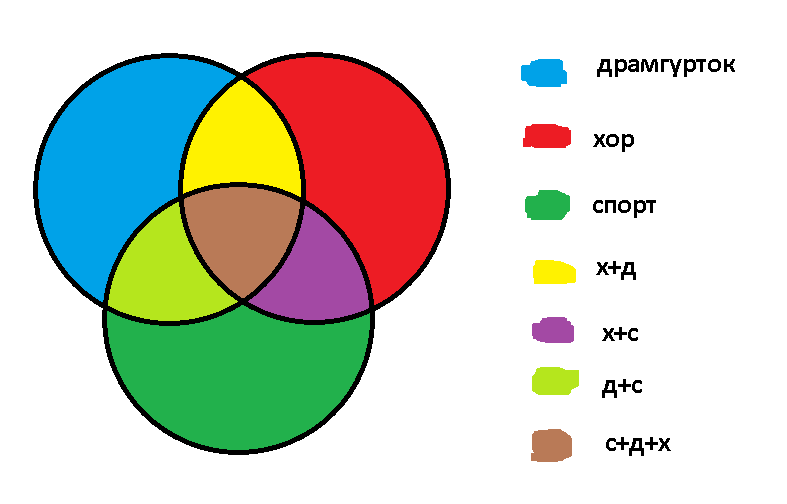 драмгурток
хор
спорт
х+д
х+с
д+с
с+д+х